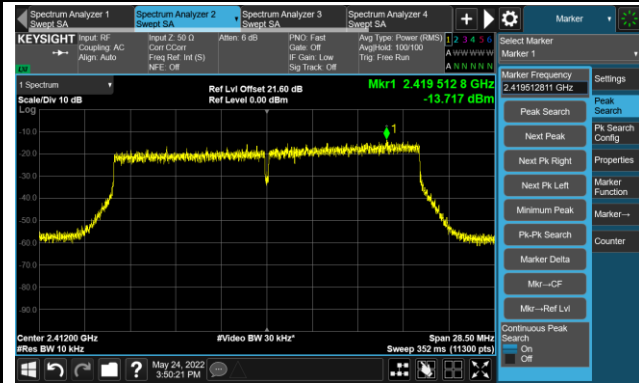 Spectrum Analyzer 1
Swept SA
Spectrum Analyzer 2
Swept SA
Spectrum Analyzer 3
Swept SA
Spectrum Analyzer 4
Swept SA
Marker
KEYSIGHT
Input: RF
Coupling: AC
Align: Auto
Input Z: 50 Ω
Corr CCorr
Freq Ref: Int (S)
NFE: Off
Atten: 6 dB
PNO: Fast
Gate: Off
IF Gain: Low
Sig Track: Off
Avg Type: Power (RMS)
Avg|Hold: 100/100
Trig: Free Run
1 2 3 4 5 6
A W W W W W
A N N N N N
Select Marker
Marker 1
1 Spectrum
Scale/Div 10 dB
Log
Ref Lvl Offset 21.60 dB
Ref Level 0.00 dBm
Mkr1 2.419 512 8 GHz
-13.717 dBm
1
-10.0
-20.0
-30.0
-40.0
-50.0
-60.0
-70.0
-80.0
-90.0
Center 2.41200 GHz
#Res BW 10 kHz
#Video BW 30 kHz*
Span 28.50 MHz
Sweep 352 ms (11300 pts)
Marker Frequency
2.419512811 GHz
Peak Search
Next Peak
Next Pk Right
Next Pk Left
Minimum Peak
Pk-Pk Search
Marker Delta
Mkr→CF
Mkr→Ref Lvl
Continuous Peak
Search
On
Off
Settings
Peak
Search
Pk Search
Config
Properties
Marker
Function
Marker→
Counter
May 24, 2022
3:50:21 PM